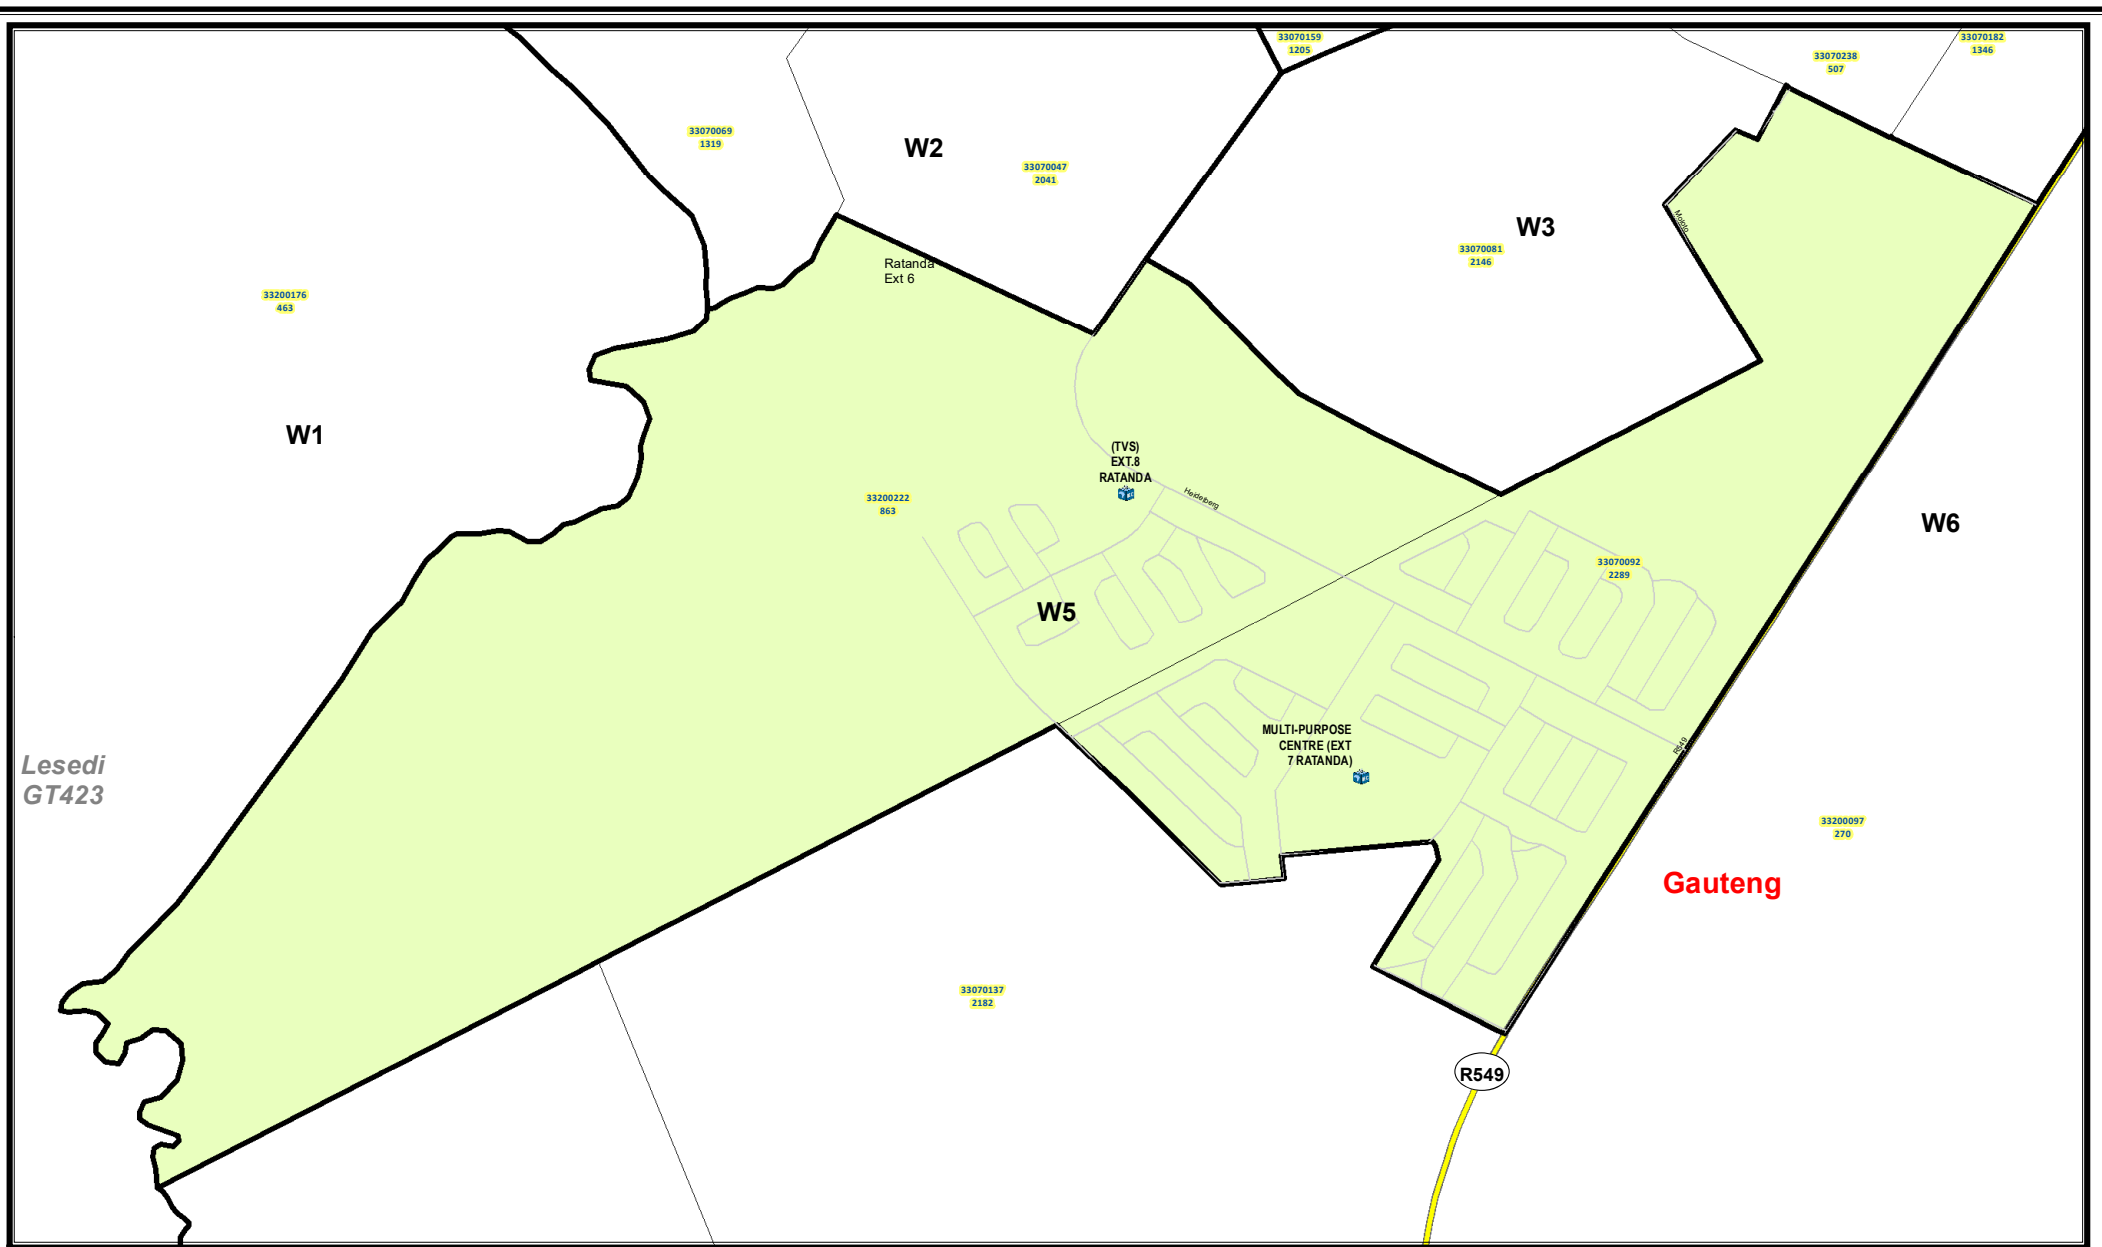 33070159
1205
33070182
1346
33070238
507
33070069
1319
W2
33070047
2041
W3
33070081
2146
Moloto
Ratanda
Ext 6
33200176
463
W1
(TVS)
EXT.8
RATANDA
33200222
863
Heidelberg
W6
33070092
2289
W5
MULTI-PURPOSE
CENTRE (EXT
7 RATANDA)
R549
Lesedi
GT423
33200097
270
Gauteng
33070137
2182
R549